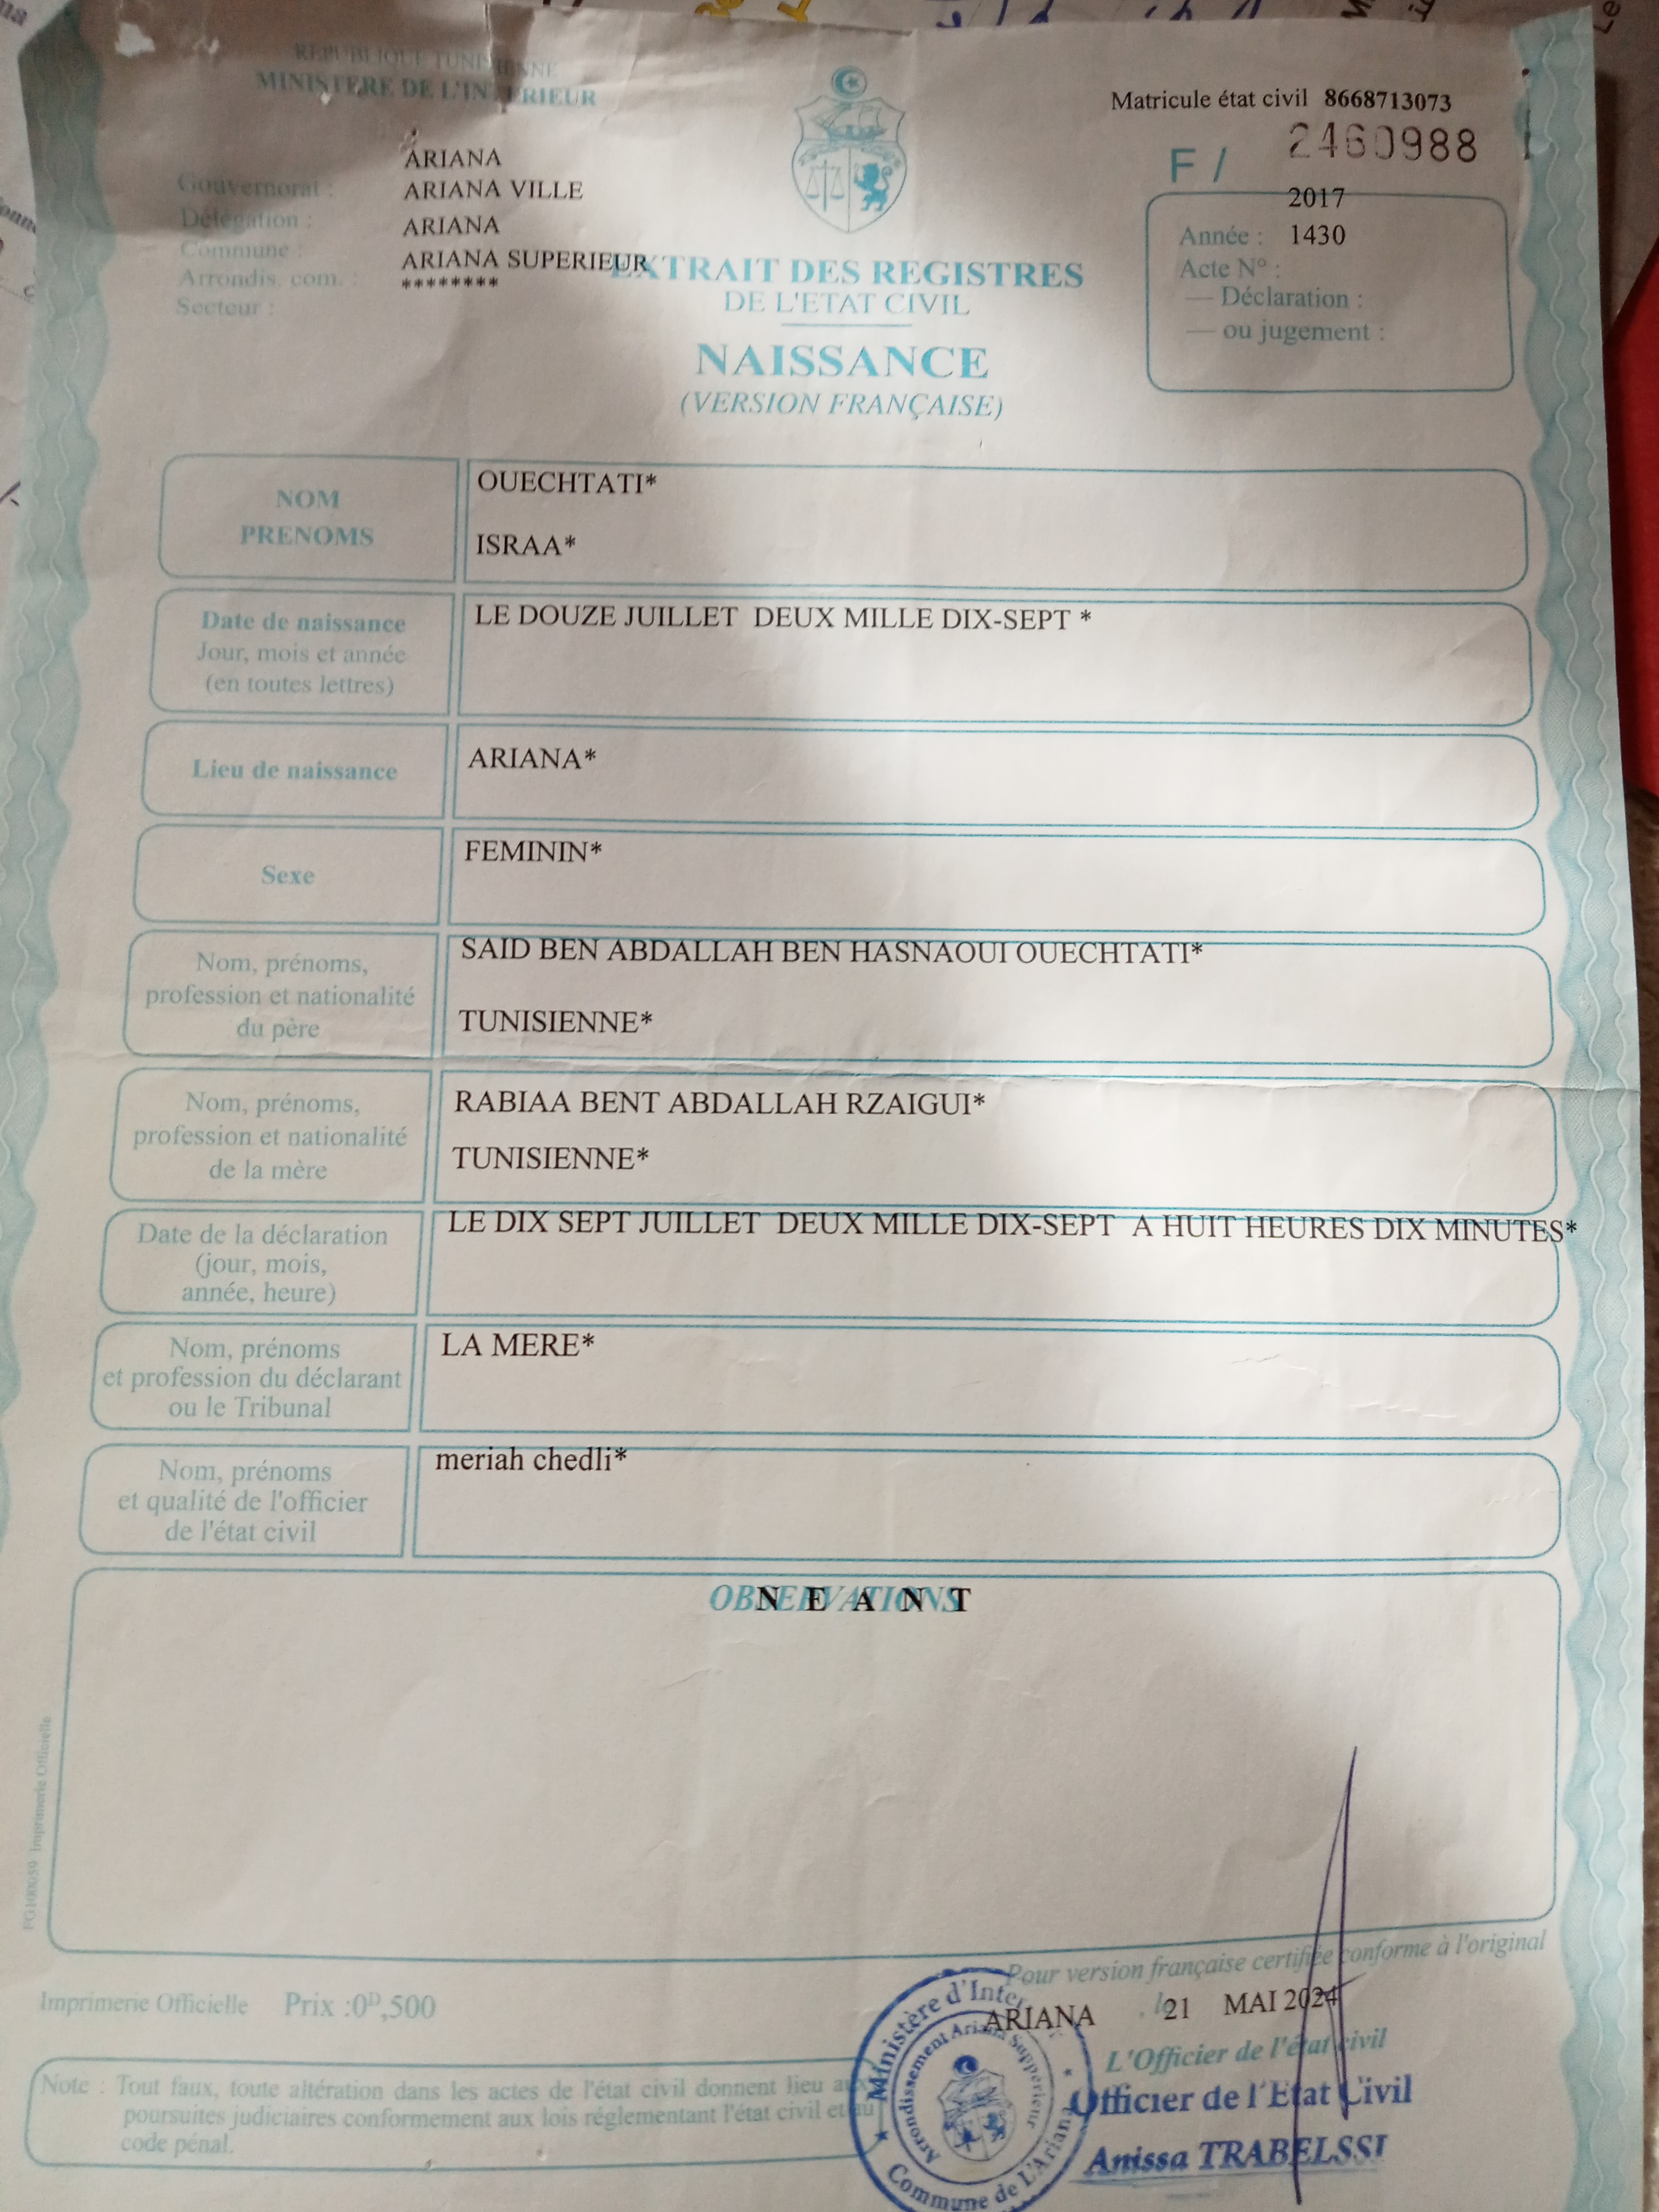 REPUBLIQUE TUNISIENNE
MINISTERE DE L'INTERIEUR
Matricule état civil 8668713073
F / 2460988
ARIANA
Gouvernorat : ARIANA VILLE
Délégation : ARIANA
Commune : ARIANA SUPERIEUR
Arrondis. com. : ********
Secteur :
2017
Année : 1430
Acte N° :
— Déclaration :
— ou jugement :
EXTRAIT DES REGISTRES
DE L'ETAT CIVIL
NAISSANCE
(VERSION FRANÇAISE)
NOM
PRENOMS
OUECHTATI*
ISRAA*
Date de naissance
Jour, mois et année
(en toutes lettres)
LE DOUZE JUILLET DEUX MILLE DIX-SEPT *
Lieu de naissance
ARIANA*
Sexe
FEMININ*
Nom, prénoms,
profession et nationalité
du père
SAID BEN ABDALLAH BEN HASNAOUI OUECHTATI*
TUNISIENNE*
Nom, prénoms,
profession et nationalité
de la mère
RABIAA BENT ABDALLAH RZAIGUI*
TUNISIENNE*
Date de la déclaration
(jour, mois,
année, heure)
LE DIX SEPT JUILLET DEUX MILLE DIX-SEPT A HUIT HEURES DIX MINUTES*
Nom, prénoms
et profession du déclarant
ou le Tribunal
LA MERE*
Nom, prénoms
et qualité de l'officier
de l'état civil
meriah chedli*
OBSERVATIONS
N E A N T
Imprimerie Officielle
Pour version française certifiée conforme à l'original
Imprimerie Officielle Prix :0D,500
ARIANA , le 21 MAI 2024
L'Officier de l'état civil
Officier de l'Etat Civil
Anissa TRABELSSI
Ministère d'Inter
Arrondissement Ariana Suppérieur
Commune de L'Ariana
Note : Tout faux, toute altération dans les actes de l'état civil donnent lieu aux
poursuites judiciaires conformement aux lois réglementant l'état civil et au
code pénal.